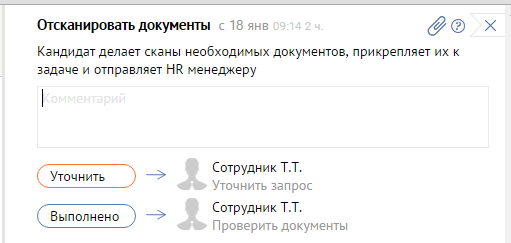 Отсканировать документы с 18 янв 09:14 2 ч.
Кандидат делает сканы необходимых документов, прикрепляет их к
задаче и отправляет HR менеджеру
Комментарий
Уточнить
Сотрудник Т.Т.
Уточнить запрос
Выполнено
Сотрудник Т.Т.
Проверить документы